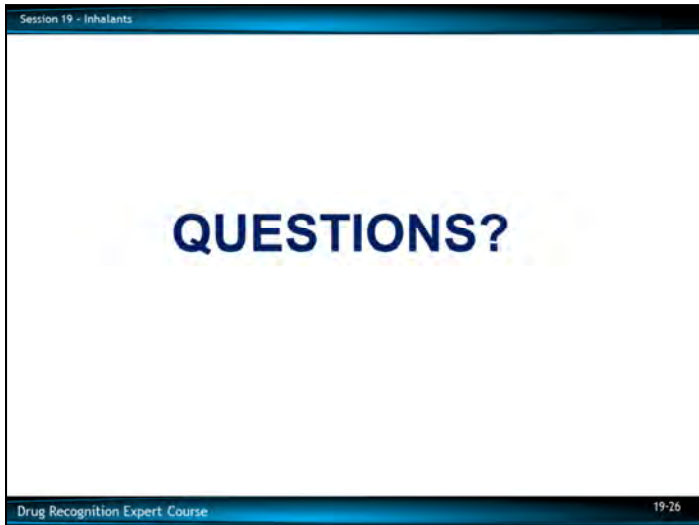 Session 19 - Inhalants
QUESTIONS?
Drug Recognition Expert Course
19-26